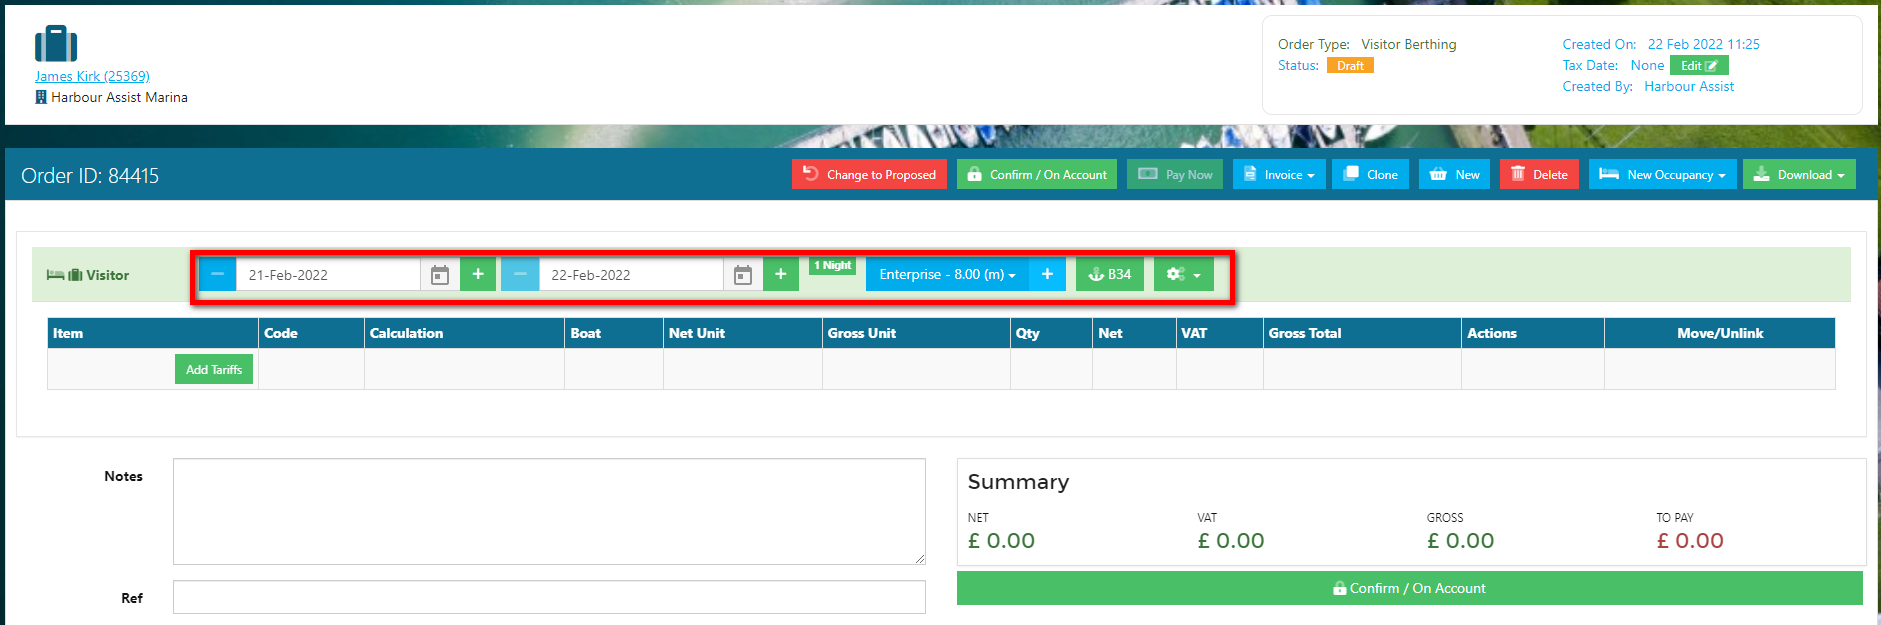 James Kirk (25369)
Harbour Assist Marina
Order Type: Visitor Berthing
Status: Draft
Created On: 22 Feb 2022 11:25
Tax Date: None Edit
Created By: Harbour Assist
Order ID: 84415
Change to Proposed Confirm / On Account Pay Now Invoice Clone New Delete New Occupancy Download
Visitor 21-Feb-2022 + 22-Feb-2022 + 1 Night Enterprise - 8.00 (m) + B34
Item Code Calculation Boat Net Unit Gross Unit Qty Net VAT Gross Total Actions Move/Unlink
Add Tariffs
Notes
Ref
Summary
NET VAT GROSS TO PAY
£ 0.00 £ 0.00 £ 0.00 £ 0.00
Confirm / On Account